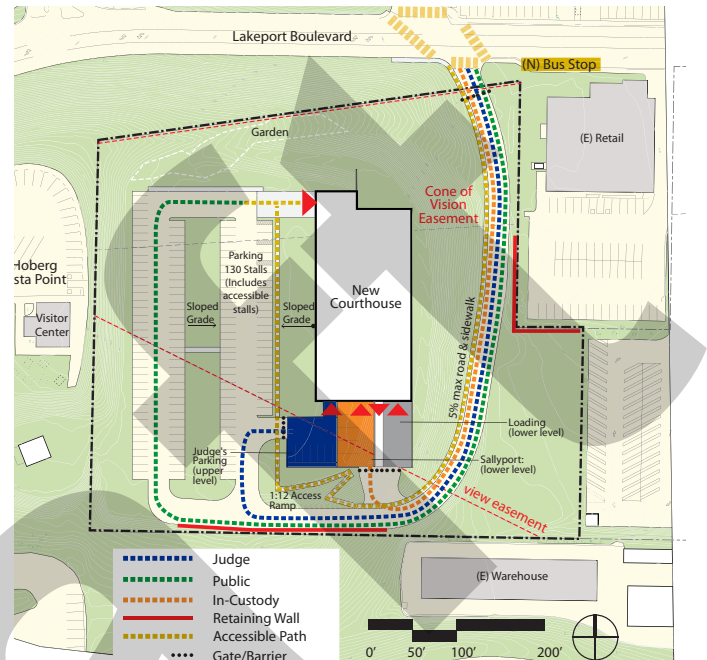 Lakeport Boulevard
(N) Bus Stop
Garden
(E) Retail
Cone of
Vision
Easement
Parking
130 Stalls
(Includes
accessible
stalls)
Hoberg
sta Point
New
Courthouse
Sloped
Grade
Sloped
Grade
Visitor
Center
5% max road & sidewalk
Loading
(lower level)
Judge's
Parking
(upper
level)
Sallyport:
(lower level)
1:12 Access
Ramp
view easement
Judge
Public
In-Custody
Retaining Wall
Accessible Path
Gate/Barrier
(E) Warehouse
0' 50' 100' 200'